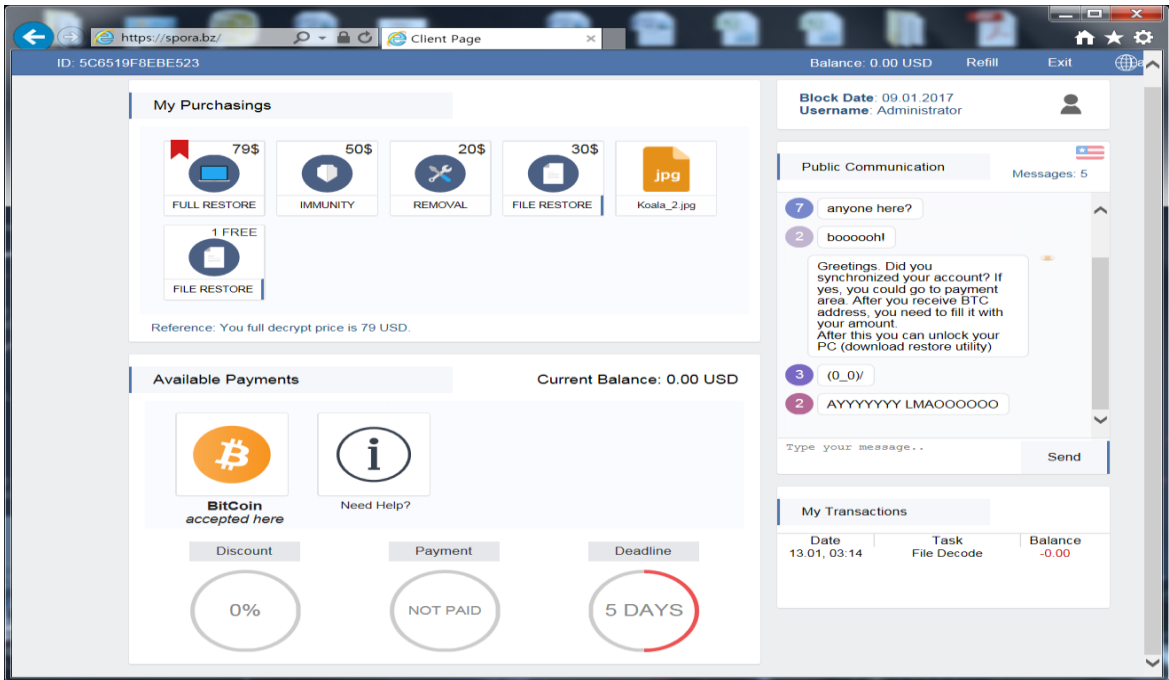 https://spora.bz/
Client Page
ID: 5C6519F8EBE523
Balance: 0.00 USD
Refill
Exit
My Purchasings
79$
FULL RESTORE
50$
IMMUNITY
20$
REMOVAL
30$
FILE RESTORE
jpg
Koala_2.jpg
1 FREE
FILE RESTORE
Reference: You full decrypt price is 79 USD.
Available Payments
Current Balance: 0.00 USD
BitCoin
accepted here
Need Help?
Discount
Payment
Deadline
0%
NOT PAID
5 DAYS
Block Date: 09.01.2017
Username: Administrator
Public Communication
Messages: 5
7 anyone here?
2 boooooh!
Greetings. Did you
synchronized your account? If
yes, you could go to payment
area. After you receive BTC
address, you need to fill it with
your amount.
After this you can unlock your
PC (download restore utility)
3 (0_0)/
2 AYYYYYYY LMAOOOOOO
Type your message..
Send
My Transactions
Date Task Balance
13.01, 03:14 File Decode -0.00